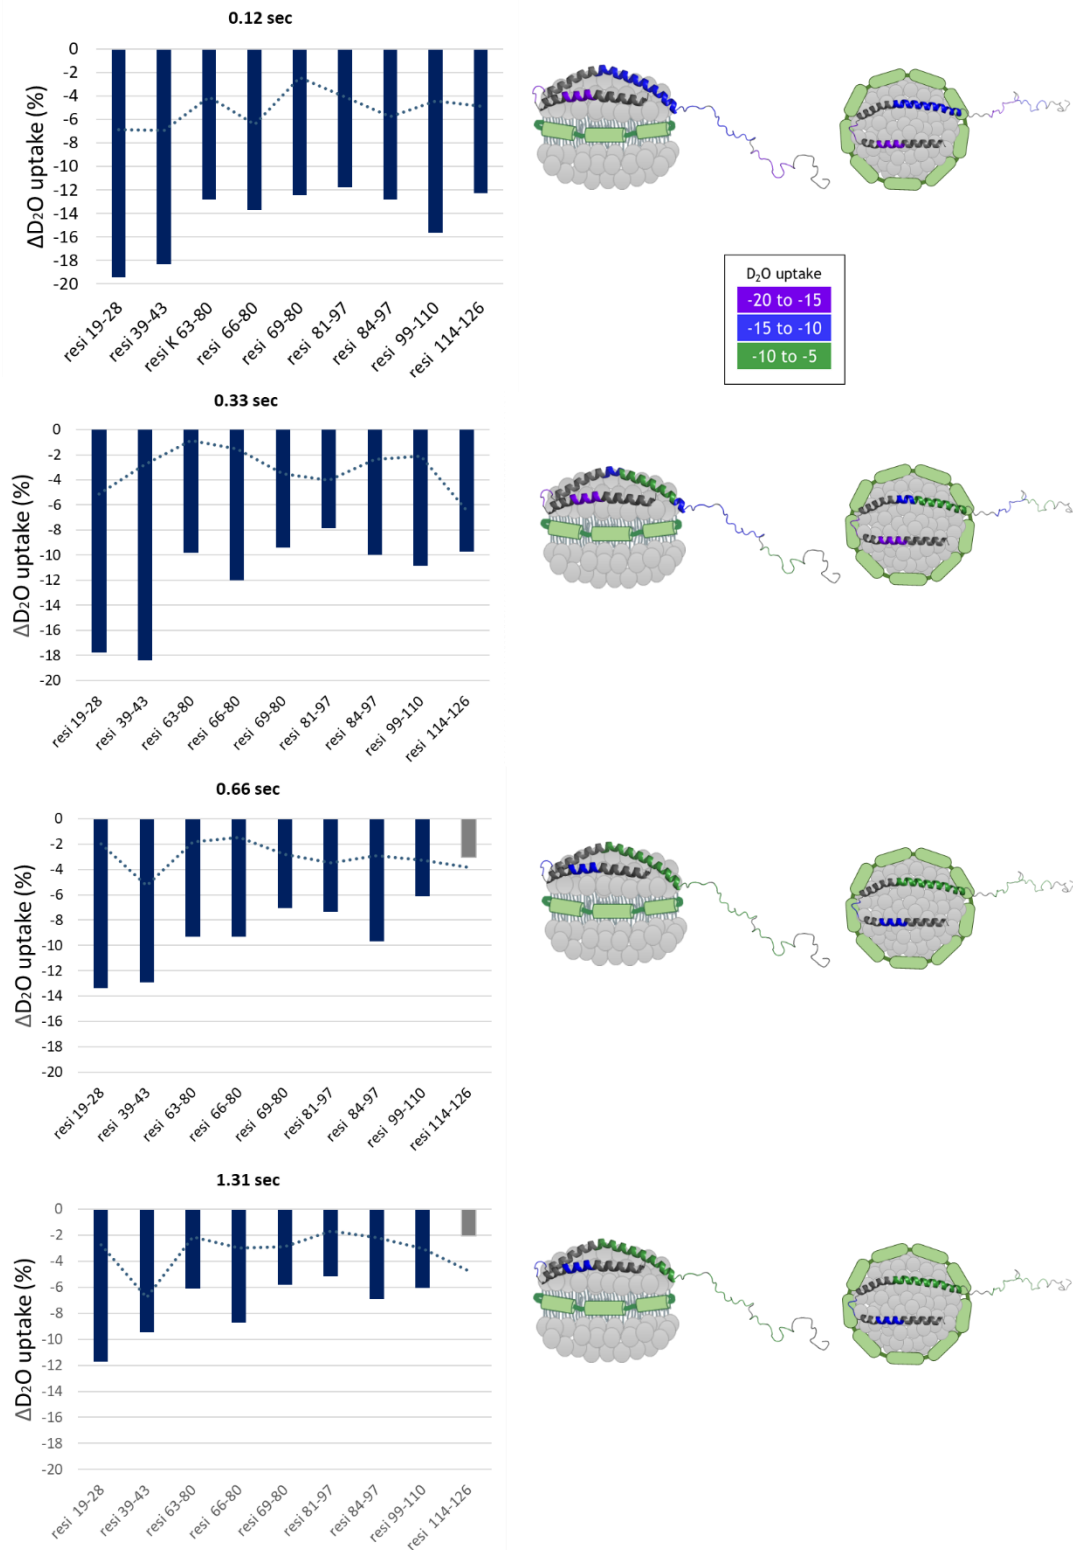 0.12 sec
ΔD₂O uptake (%)
0
-2
-4
-6
-8
-10
-12
-14
-16
-18
-20
resi 19-28
resi 39-43
resi K 63-80
resi 66-80
resi 69-80
resi 81-97
resi 84-97
resi 99-110
resi 114-126
D₂O uptake
-20 to -15
-15 to -10
-10 to -5
0.33 sec
ΔD₂O uptake (%)
0
-2
-4
-6
-8
-10
-12
-14
-16
-18
-20
resi 19-28
resi 39-43
resi 63-80
resi 66-80
resi 69-80
resi 81-97
resi 84-97
resi 99-110
resi 114-126
0.66 sec
ΔD₂O uptake (%)
0
-2
-4
-6
-8
-10
-12
-14
-16
-18
-20
resi 19-28
resi 39-43
resi 63-80
resi 66-80
resi 69-80
resi 81-97
resi 84-97
resi 99-110
resi 114-126
1.31 sec
ΔD₂O uptake (%)
0
-2
-4
-6
-8
-10
-12
-14
-16
-18
-20
resi 19-28
resi 39-43
resi 63-80
resi 66-80
resi 69-80
resi 81-97
resi 84-97
resi 99-110
resi 114-126